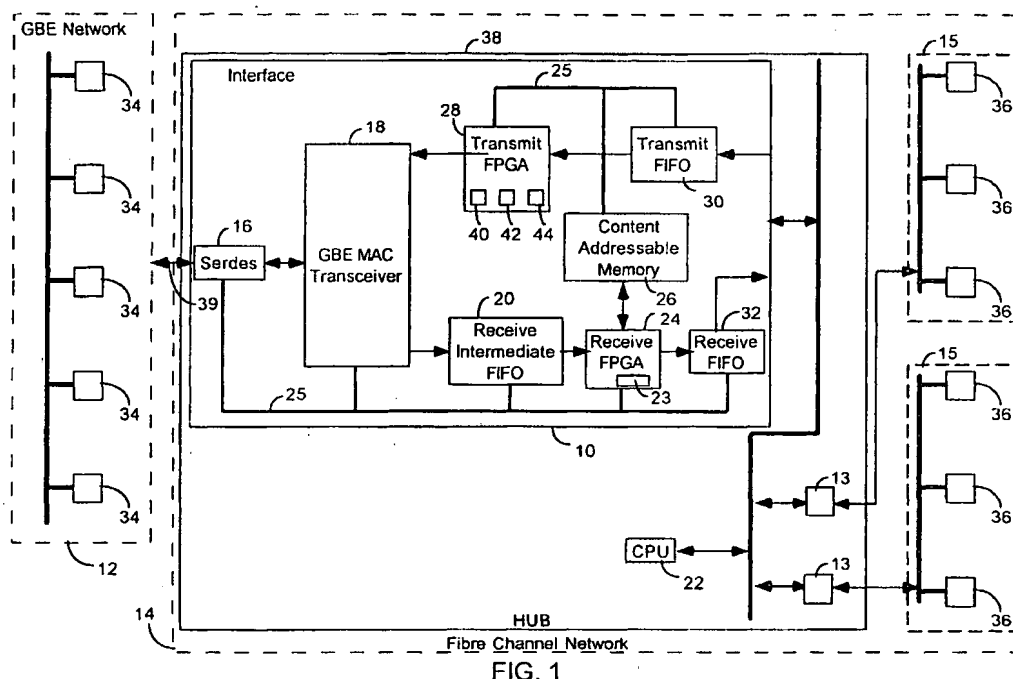 GBE Network
34
34
34
34
34
12
38
Interface
18
GBE MAC
Transceiver
16
Serdes
39
25
28
Transmit
FPGA
40
42
44
Transmit
FIFO
30
Content
Addressable
Memory
26
20
Receive
Intermediate
FIFO
24
Receive
FPGA
23
32
Receive
FIFO
25
10
13
CPU
22
13
HUB
14
Fibre Channel Network
15
36
36
36
15
36
36
36
FIG. 1